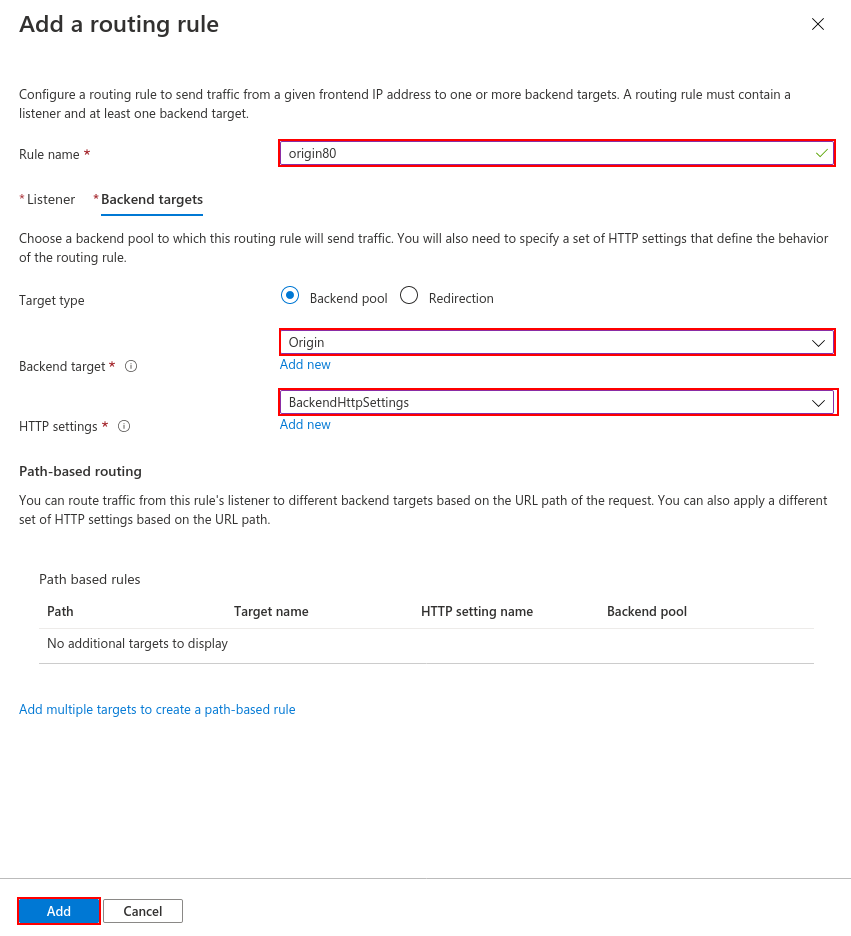 Add a routing rule
Configure a routing rule to send traffic from a given frontend IP address to one or more backend targets. A routing rule must contain a
listener and at least one backend target.
Rule name *
origin80
* Listener
* Backend targets
Choose a backend pool to which this routing rule will send traffic. You will also need to specify a set of HTTP settings that define the behavior
of the routing rule.
Target type
Backend pool
Redirection
Origin
Backend target *
Add new
BackendHttpSettings
HTTP settings *
Add new
Path-based routing
You can route traffic from this rule's listener to different backend targets based on the URL path of the request. You can also apply a different
set of HTTP settings based on the URL path.
Path based rules
Path Target name HTTP setting name Backend pool
No additional targets to display
Add multiple targets to create a path-based rule
Add
Cancel